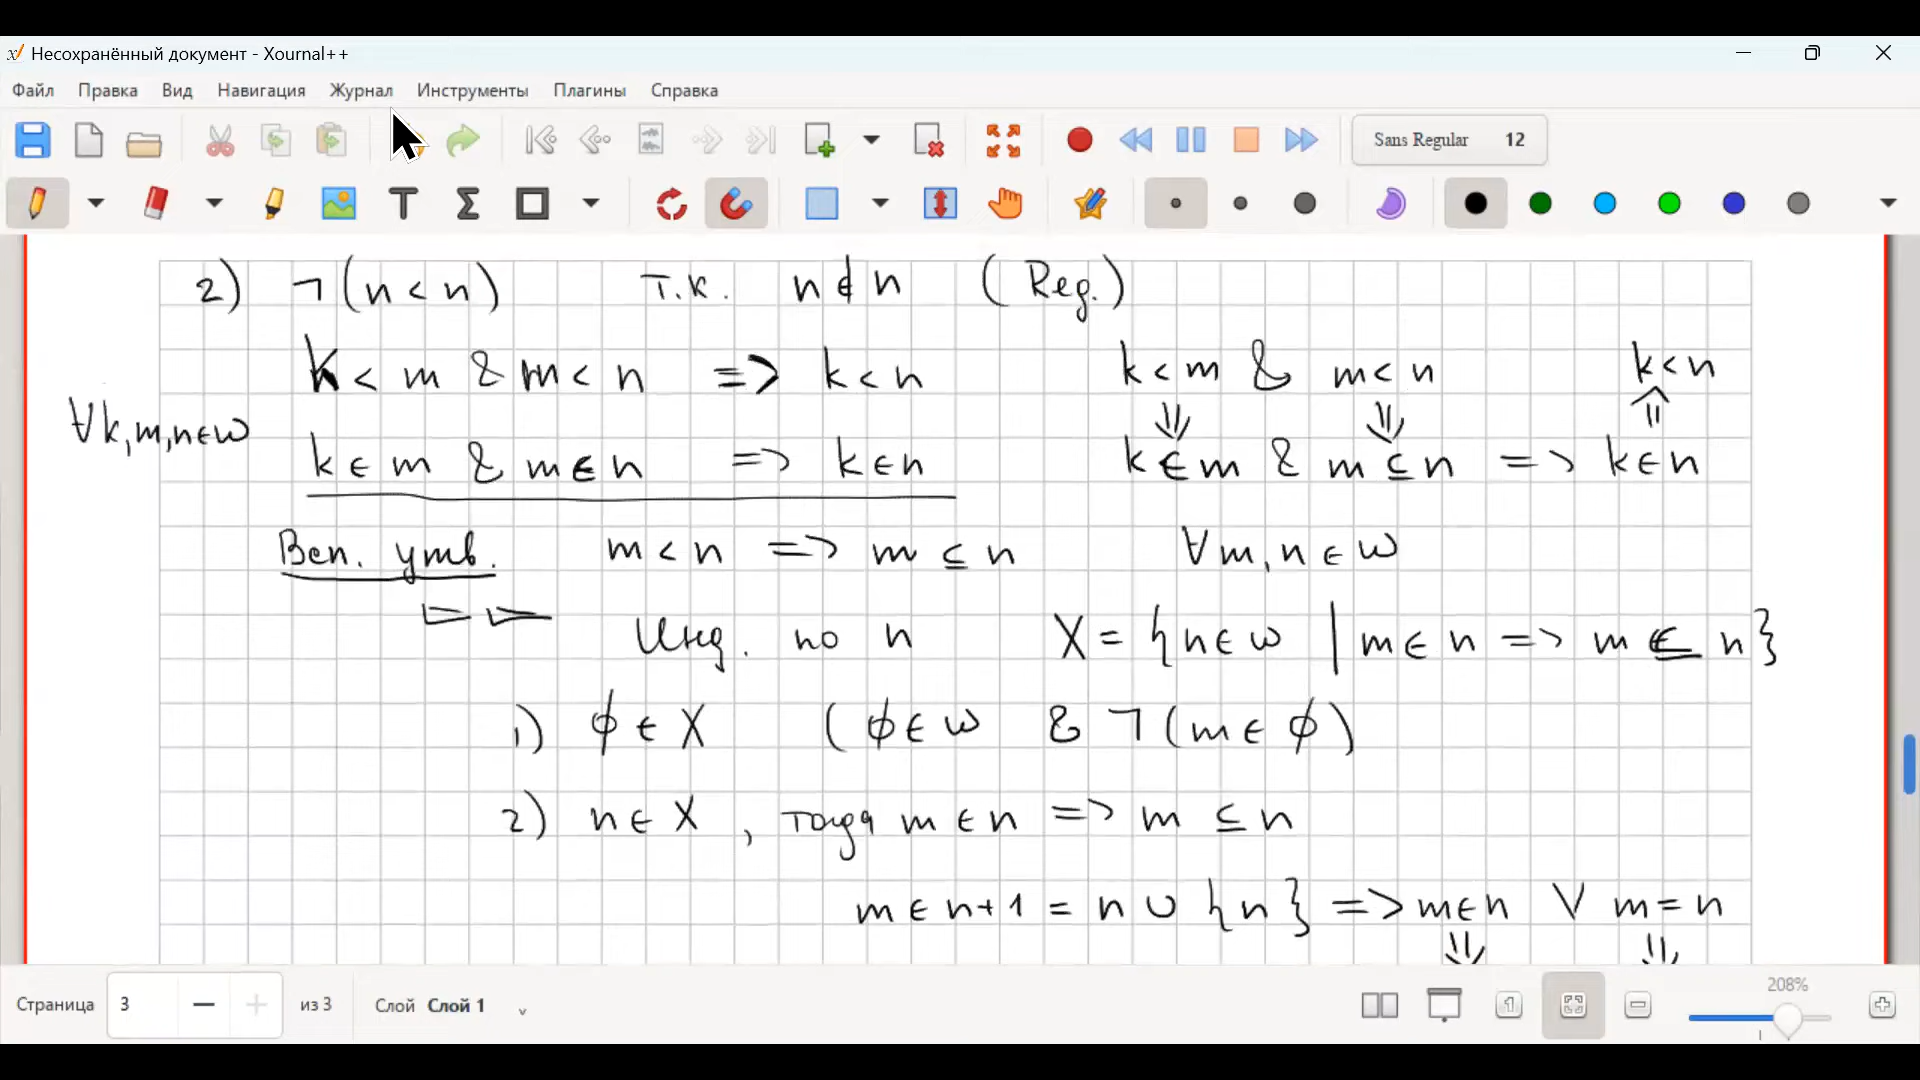 Несохранённый документ - Xournal++
Файл Правка Вид Навигация Журнал Инструменты Плагины Справка
Sans Regular 12
2) ¬(n < n) т.к. n ∉ n (Reg.)
k < m & m < n => k < n k < m & m < n k < n
∀k,m,n∈ω ⇓ ⇓ ⇑
k ∈ m & m ∈ n => k ∈ n k ∈ m & m ⊆ n => k ∈ n
Всп. утв. m < n => m ⊆ n ∀m,n ∈ ω
▷▷ Инд. по n X = {n ∈ ω | m ∈ n => m ⊆ n}
1) ϕ ∈ X (ϕ ∈ ω & ¬(m ∈ ϕ)
2) n ∈ X, тогда m ∈ n => m ⊆ n
m ∈ n+1 = n ∪ {n} => m ∈ n ∨ m = n
⇓ ⇓
Страница 3 из 3 Слой Слой 1 208%